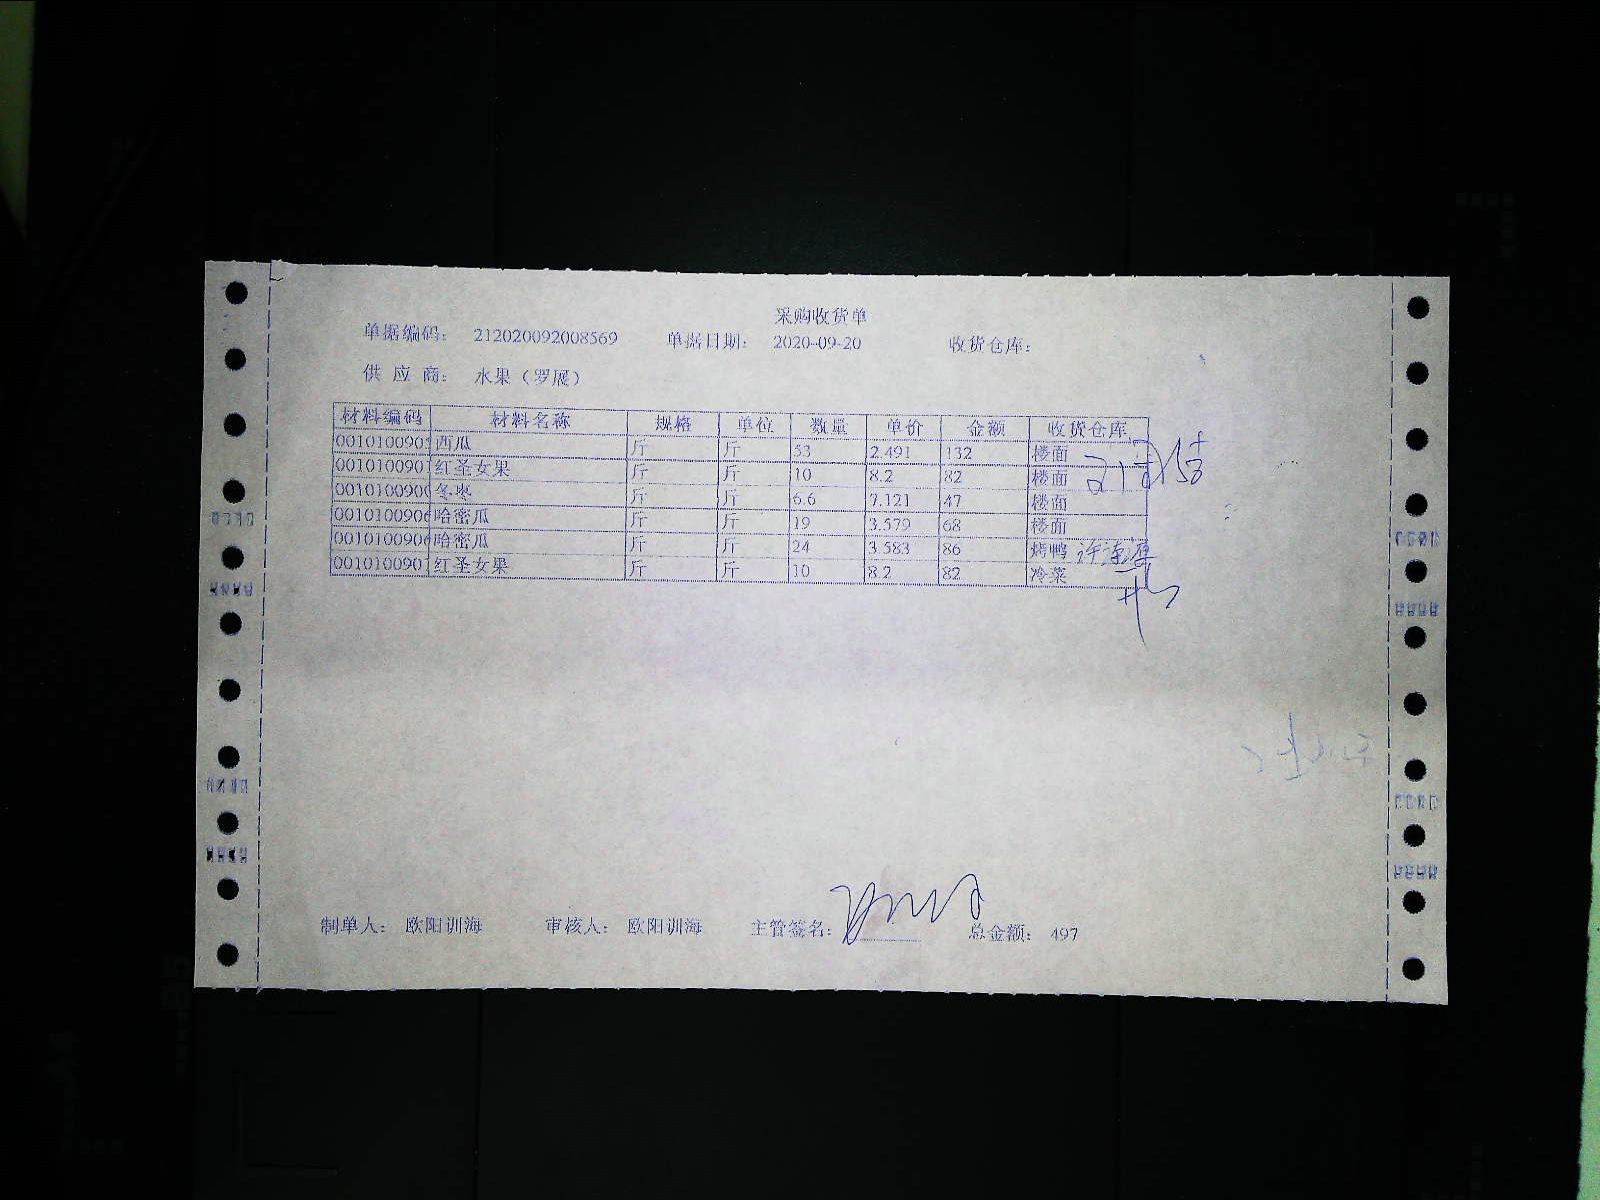 采购收货单
单据编码: 212020092008569 单据日期: 2020-09-20 收货仓库:
供 应 商: 水果（罗展）
材料编码 材料名称 规格 单位 数量 单价 金额 收货仓库
001010090 西瓜 斤 斤 53 2.491 132 楼面
001010090 红圣女果 斤 斤 10 8.2 82 楼面
001010090 冬枣 斤 斤 6.6 7.121 47 楼面
001010090 哈密瓜 斤 斤 19 3.579 68 楼面
001010090 哈密瓜 斤 斤 24 3.583 86 烤鸭
001010090 红圣女果 斤 斤 10 8.2 82 冷菜
制单人: 欧阳训海 审核人: 欧阳训海 主管签名: 总金额: 497